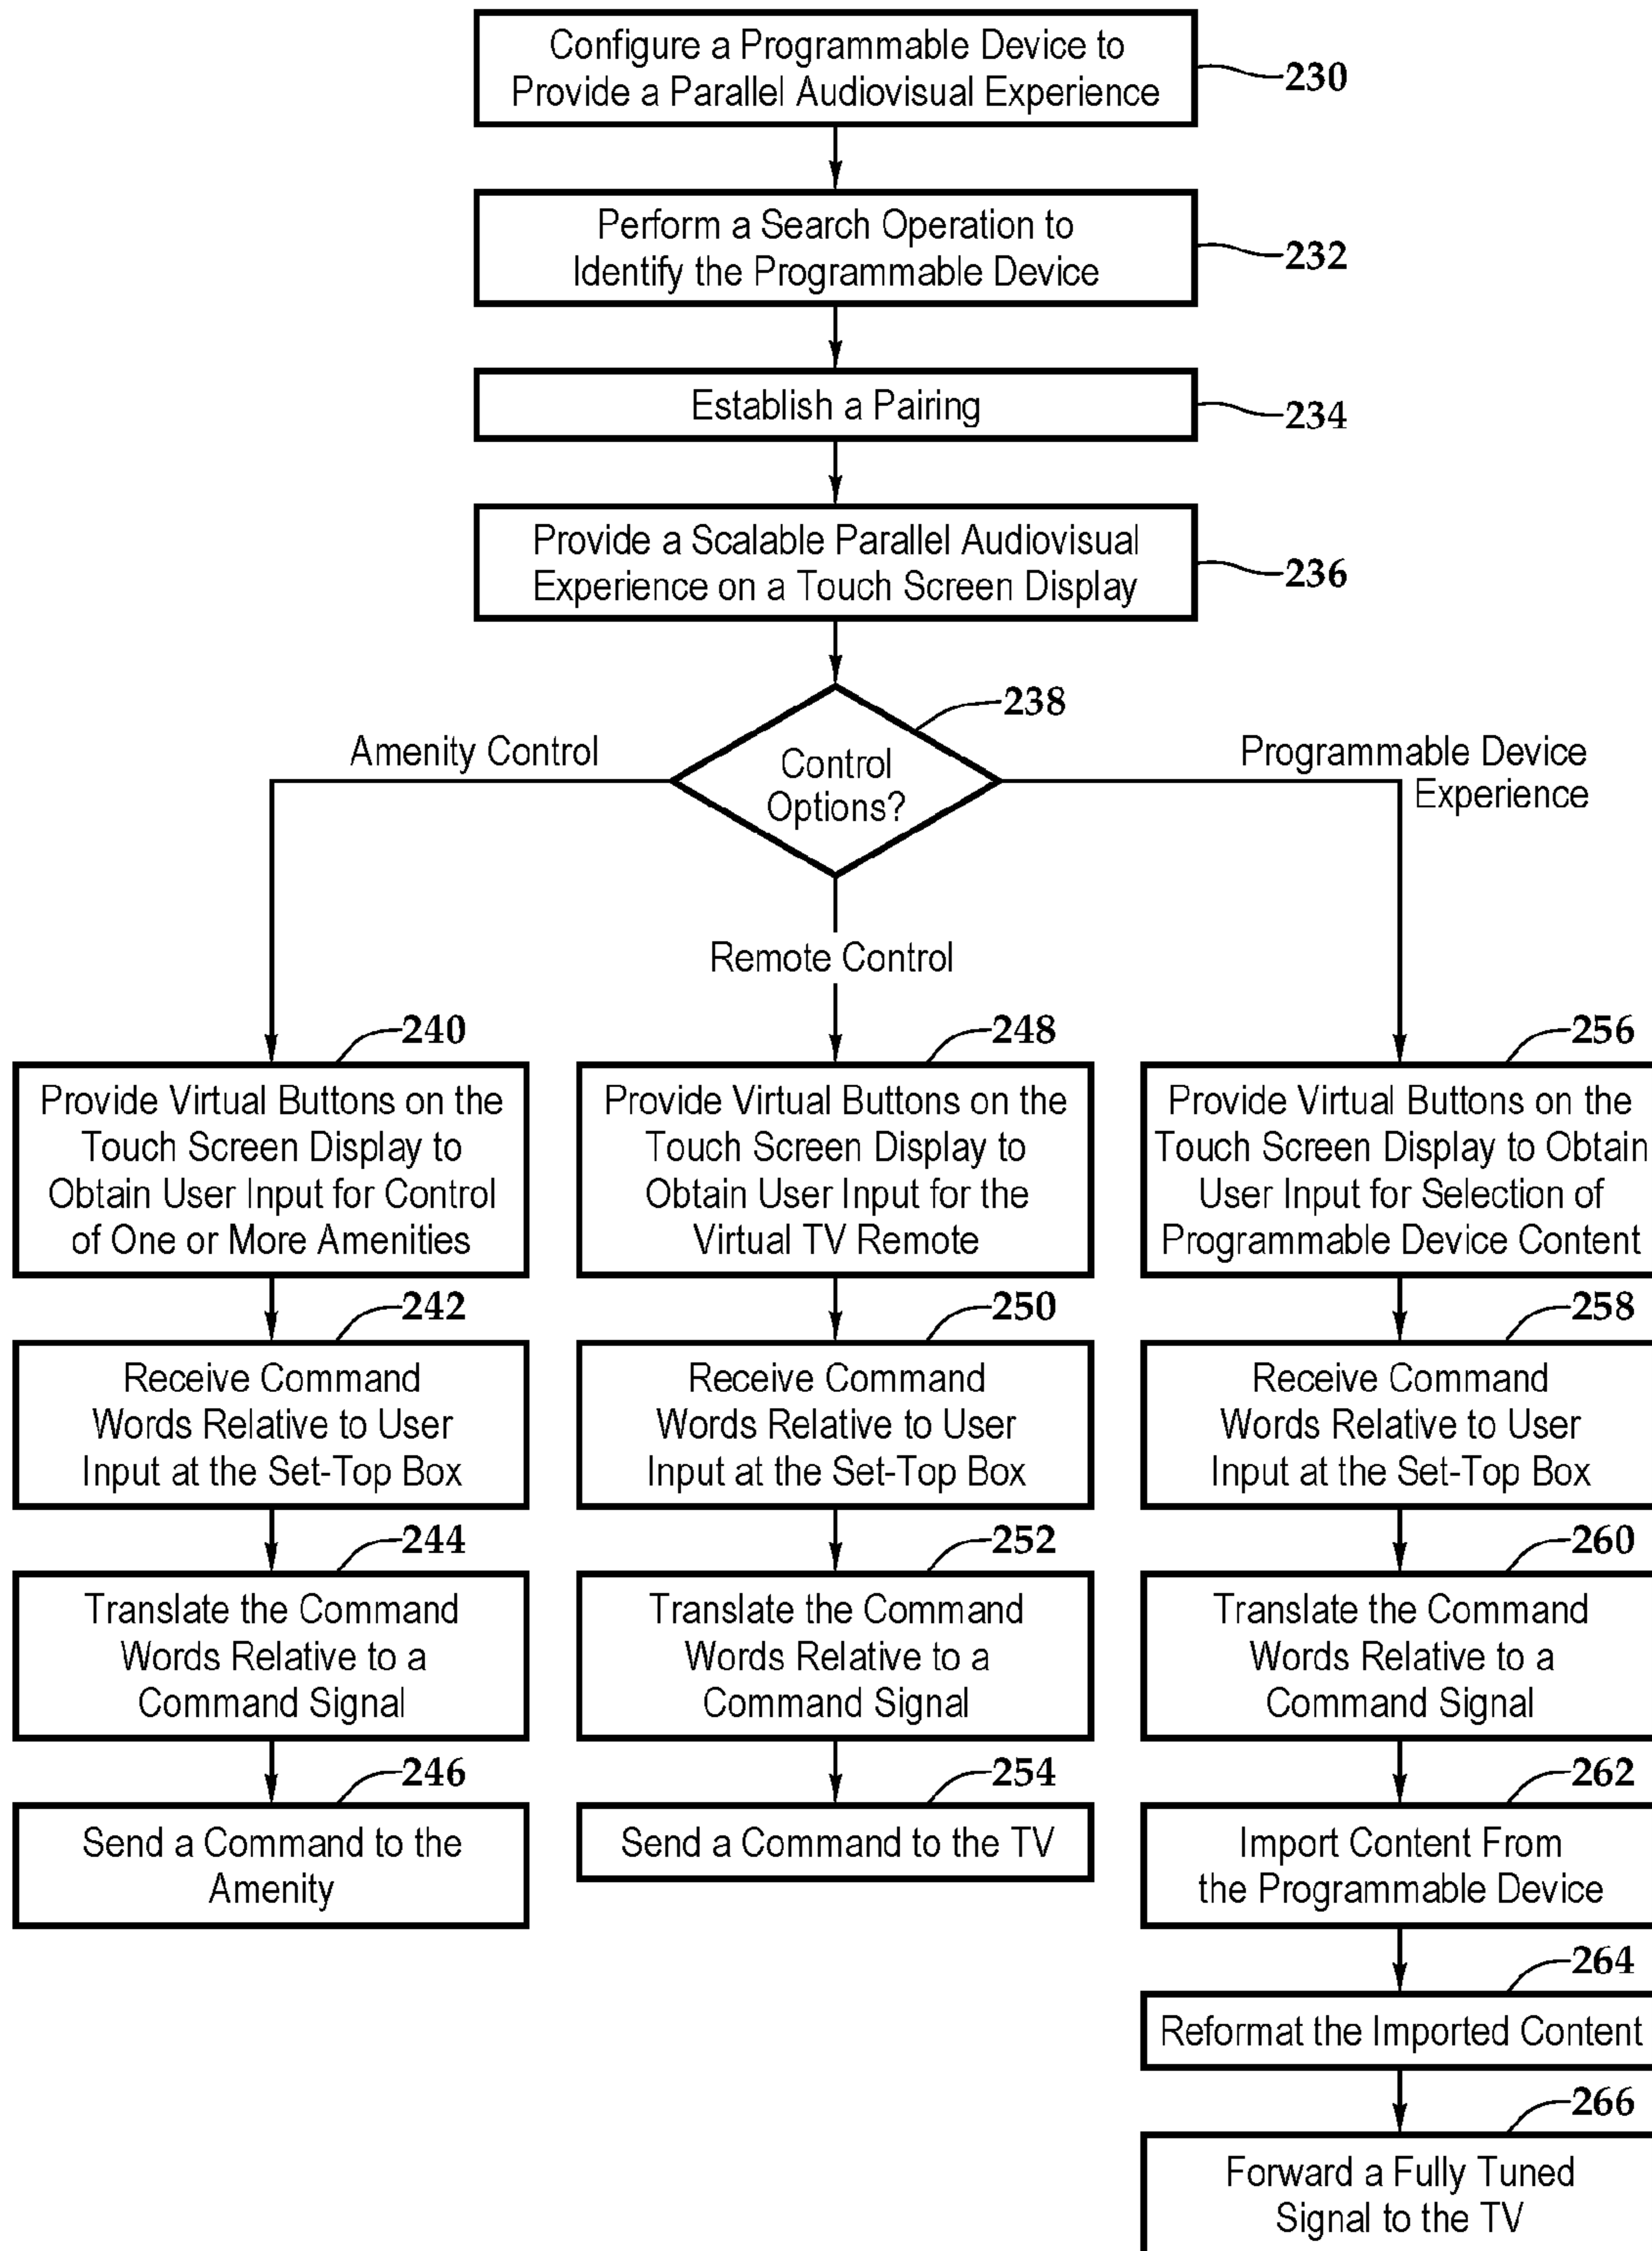 Configure a Programmable Device to
Provide a Parallel Audiovisual Experience
230
Perform a Search Operation to
Identify the Programmable Device
232
Establish a Pairing
234
Provide a Scalable Parallel Audiovisual
Experience on a Touch Screen Display
236
238
Control
Options?
Amenity Control
Remote Control
Programmable Device
Experience
240
Provide Virtual Buttons on the
Touch Screen Display to
Obtain User Input for Control
of One or More Amenities
242
Receive Command
Words Relative to User
Input at the Set-Top Box
244
Translate the Command
Words Relative to a
Command Signal
246
Send a Command to the
Amenity
248
Provide Virtual Buttons on the
Touch Screen Display to
Obtain User Input for the
Virtual TV Remote
250
Receive Command
Words Relative to User
Input at the Set-Top Box
252
Translate the Command
Words Relative to a
Command Signal
254
Send a Command to the TV
256
Provide Virtual Buttons on the
Touch Screen Display to Obtain
User Input for Selection of
Programmable Device Content
258
Receive Command
Words Relative to User
Input at the Set-Top Box
260
Translate the Command
Words Relative to a
Command Signal
262
Import Content From
the Programmable Device
264
Reformat the Imported Content
266
Forward a Fully Tuned
Signal to the TV